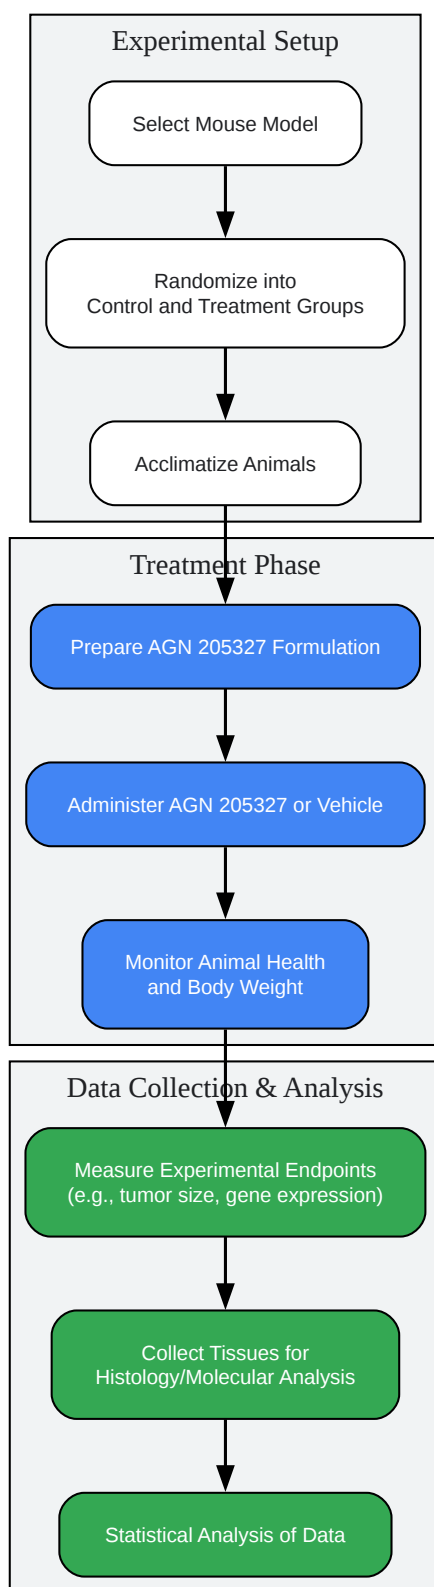 Experimental Setup
Select Mouse Model
Randomize into
Control and Treatment Groups
Acclimatize Animals
Treatment Phase
Prepare AGN 205327 Formulation
Administer AGN 205327 or Vehicle
Monitor Animal Health
and Body Weight
Data Collection & Analysis
Measure Experimental Endpoints
(e.g., tumor size, gene expression)
Collect Tissues for
Histology/Molecular Analysis
Statistical Analysis of Data